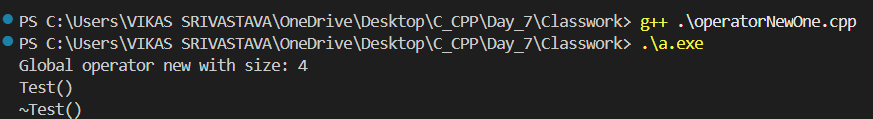 PS C:\Users\VIKAS SRIVASTAVA\OneDrive\Desktop\C_CPP\Day_7\Classwork> g++ .\operatorNewOne.cpp
PS C:\Users\VIKAS SRIVASTAVA\OneDrive\Desktop\C_CPP\Day_7\Classwork> .\a.exe
Global operator new with size: 4
Test()
~Test()